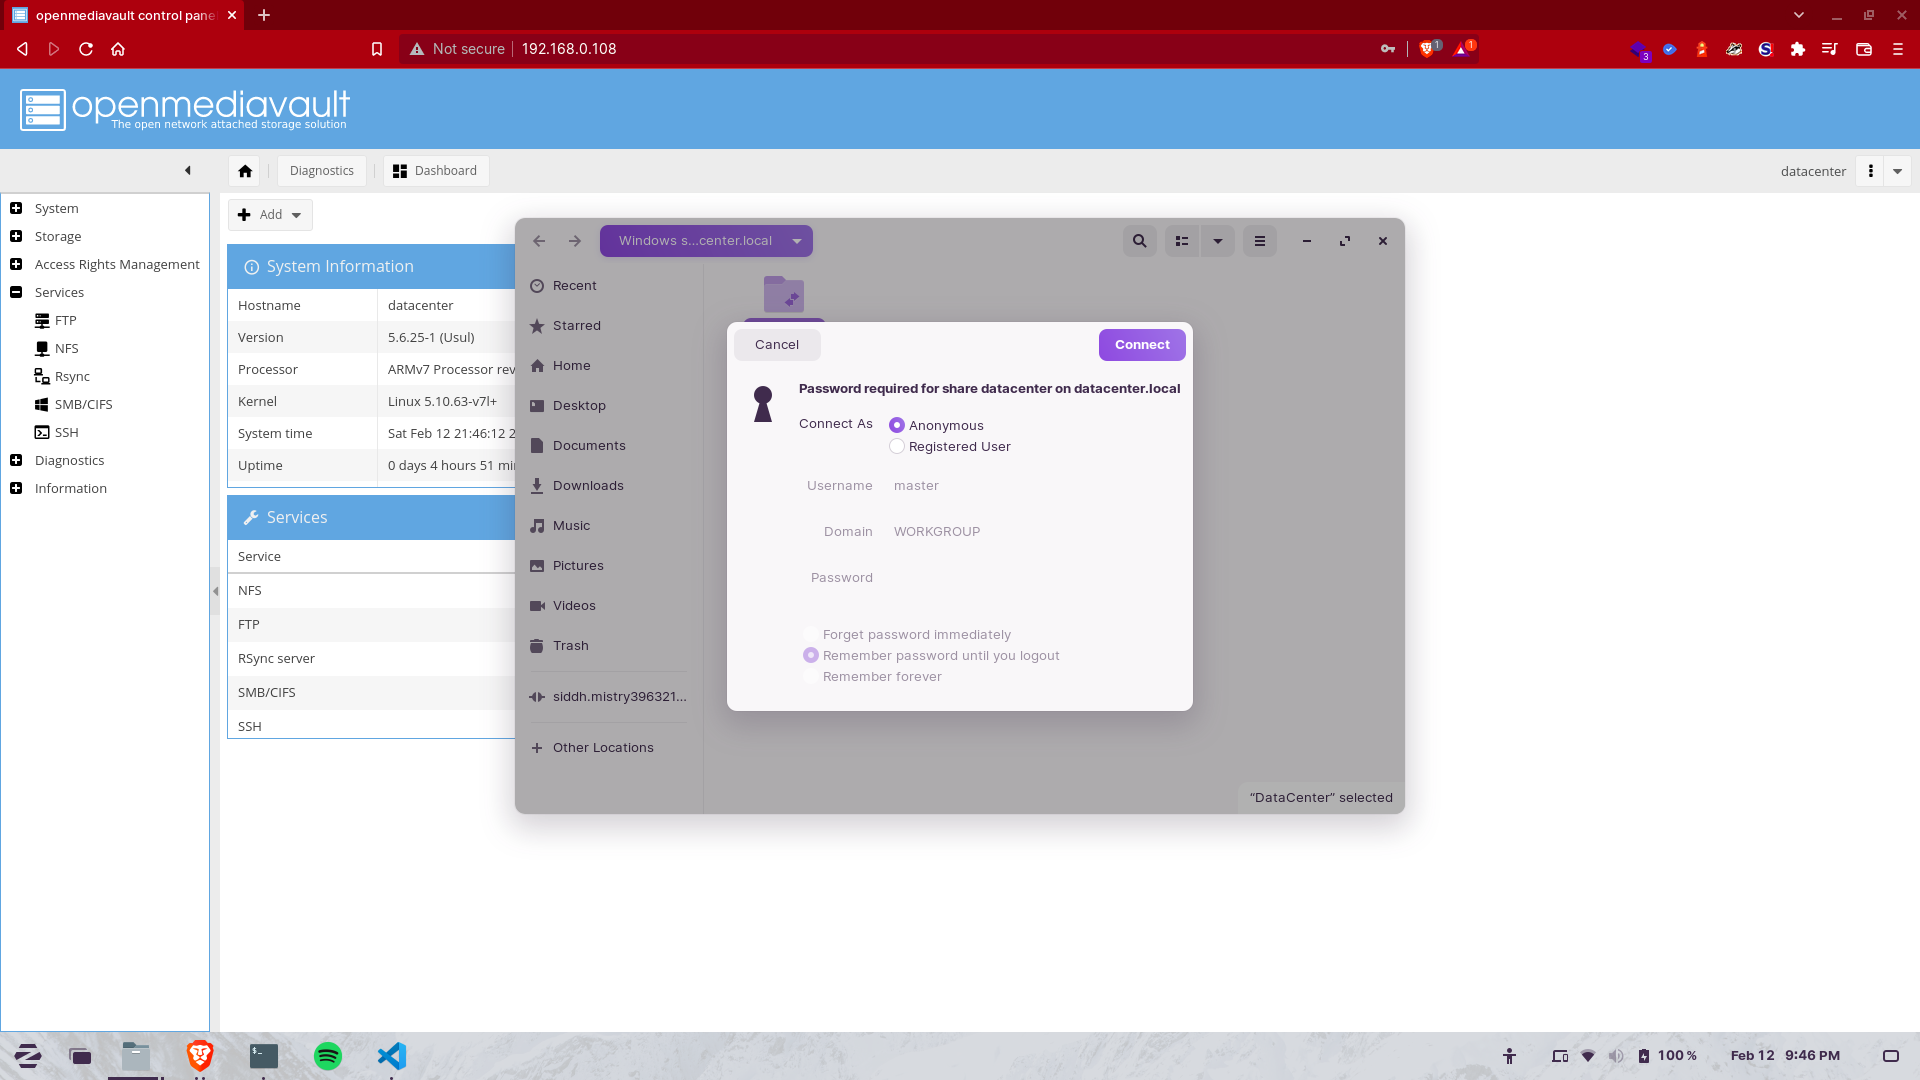 openmediavault control pane
Not secure
192.168.0.108
1
1
3
openmediavault
The open network attached storage solution
Diagnostics
Dashboard
datacenter
System
Storage
Access Rights Management
Services
FTP
NFS
Rsync
SMB/CIFS
SSH
Diagnostics
Information
Add
System Information
Hostname datacenter
Version 5.6.25-1 (Usul)
Processor ARMv7 Processor rev
Kernel Linux 5.10.63-v7l+
System time Sat Feb 12 21:46:12 2
Uptime 0 days 4 hours 51 mi
Services
Service
NFS
FTP
RSync server
SMB/CIFS
SSH
Windows s...center.local
Recent
Starred
Home
Desktop
Documents
Downloads
Music
Pictures
Videos
Trash
siddh.mistry396321...
Other Locations
Cancel
Connect
Password required for share datacenter on datacenter.local
Connect As
Anonymous
Registered User
Username master
Domain WORKGROUP
Password
Forget password immediately
Remember password until you logout
Remember forever
“DataCenter” selected
100 %
Feb 12 9:46 PM